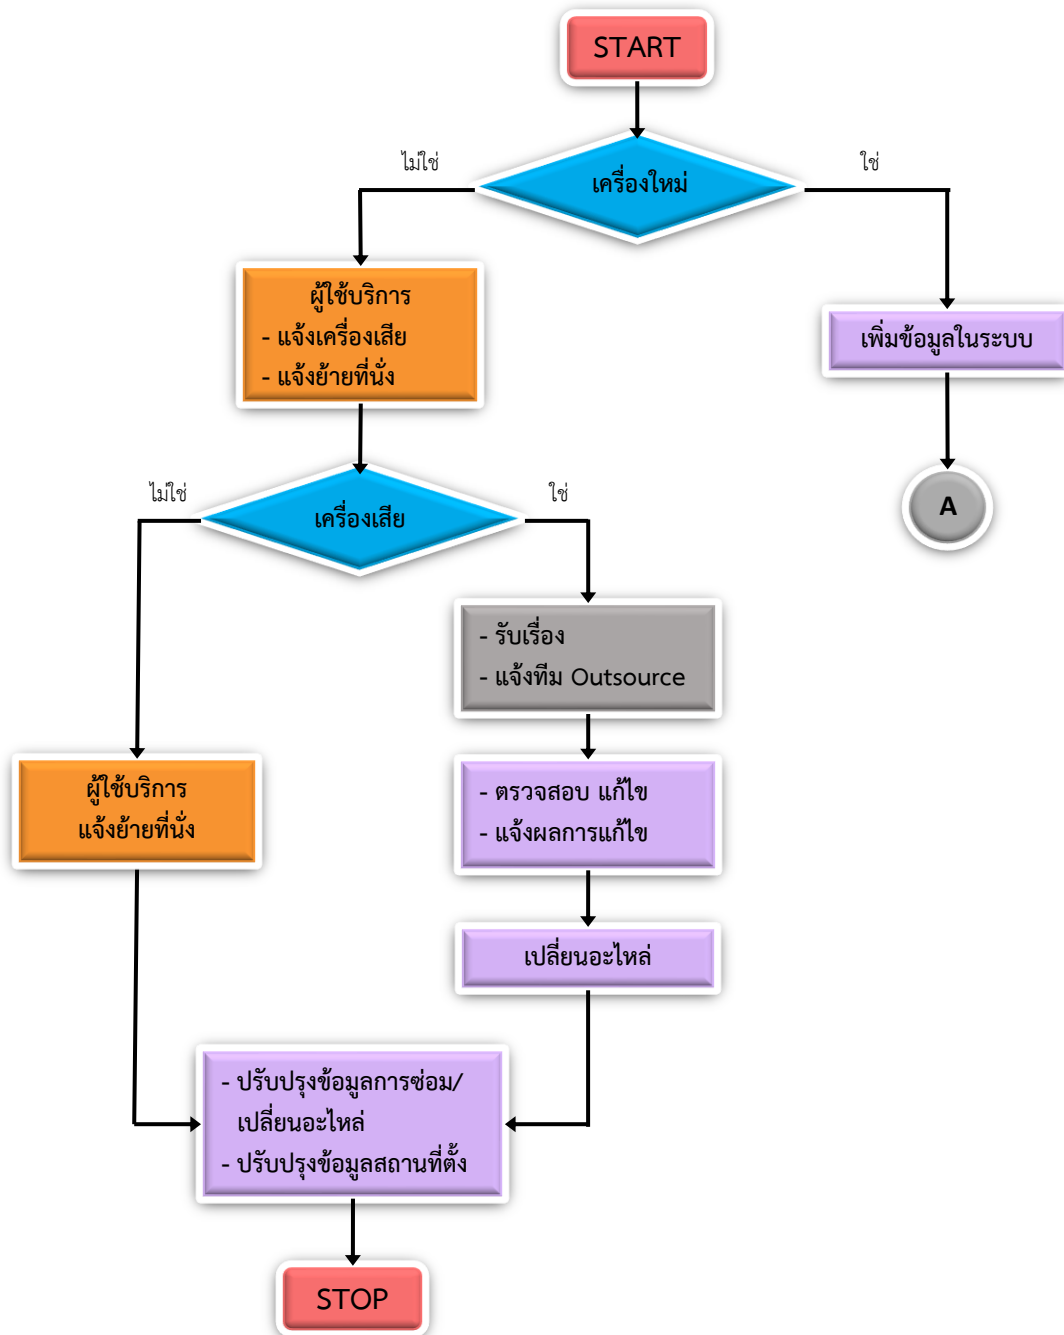 START
เครื่องใหม่
ไม่ใช่
ใช่
ผู้ใช้บริการ
- แจ้งเครื่องเสีย
- แจ้งย้ายที่นั่ง
เพิ่มข้อมูลในระบบ
A
เครื่องเสีย
ไม่ใช่
ใช่
- รับเรื่อง
- แจ้งทีม Outsource
ผู้ใช้บริการ
แจ้งย้ายที่นั่ง
- ตรวจสอบ แก้ไข
- แจ้งผลการแก้ไข
เปลี่ยนอะไหล่
- ปรับปรุงข้อมูลการซ่อม/
เปลี่ยนอะไหล่
- ปรับปรุงข้อมูลสถานที่ตั้ง
STOP